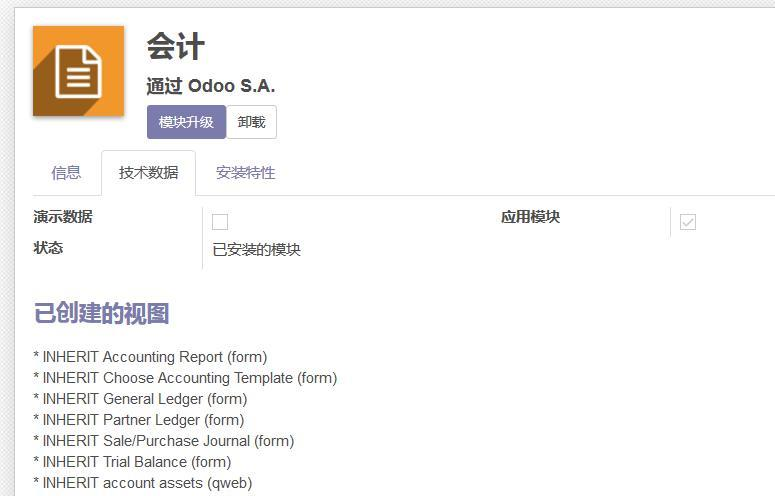 会计
通过 Odoo S.A.
模块升级 卸载
信息 技术数据 安装特性
演示数据 应用模块
状态 已安装的模块
已创建的视图
* INHERIT Accounting Report (form)
* INHERIT Choose Accounting Template (form)
* INHERIT General Ledger (form)
* INHERIT Partner Ledger (form)
* INHERIT Sale/Purchase Journal (form)
* INHERIT Trial Balance (form)
* INHERIT account assets (qweb)